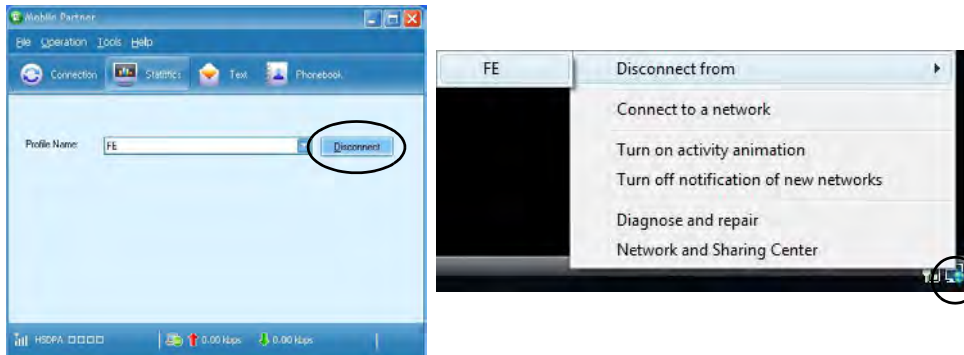 Mobile Partner
File Operation Tools Help
Connection Statistics Text Phonebook
Profile Name: FE Disconnect
HSDPA □□□□ 0.00 kbps 0.00 kbps
FE Disconnect from
Connect to a network
Turn on activity animation
Turn off notification of new networks
Diagnose and repair
Network and Sharing Center